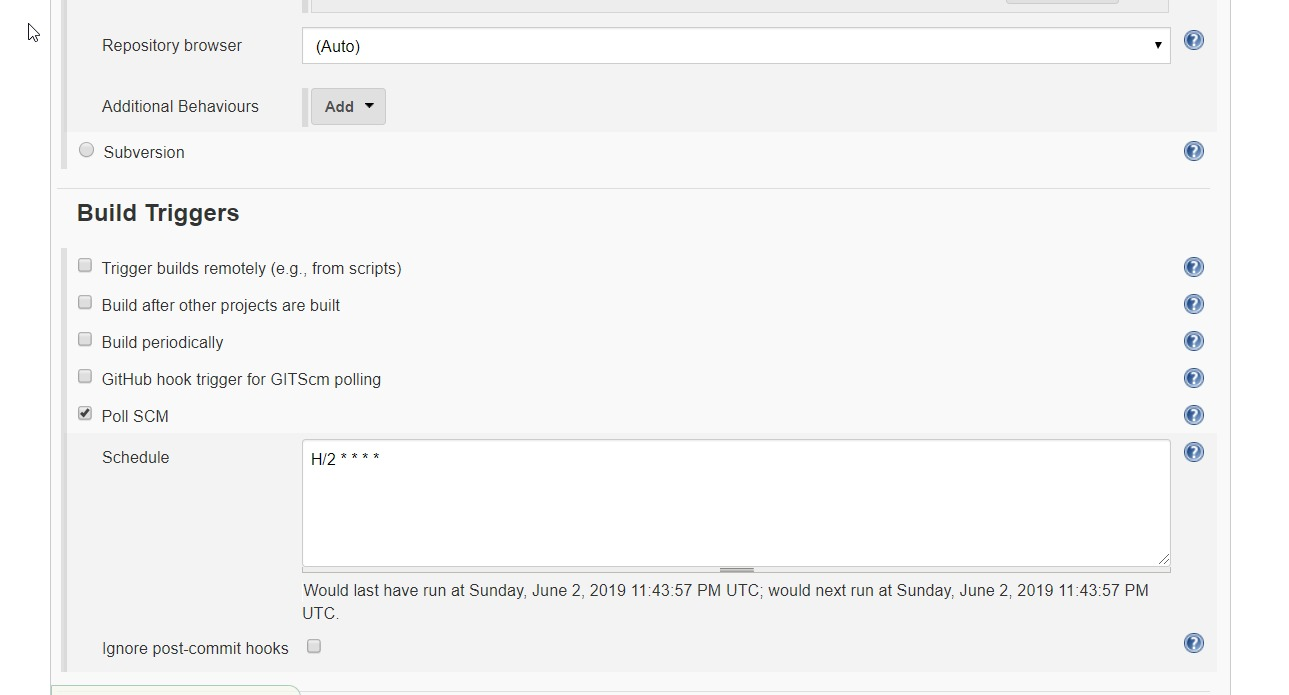 Repository browser
(Auto)
Additional Behaviours
Add
Subversion
Build Triggers
Trigger builds remotely (e.g., from scripts)
Build after other projects are built
Build periodically
GitHub hook trigger for GITScm polling
Poll SCM
Schedule
H/2 * * * *
Would last have run at Sunday, June 2, 2019 11:43:57 PM UTC; would next run at Sunday, June 2, 2019 11:43:57 PM
UTC.
Ignore post-commit hooks